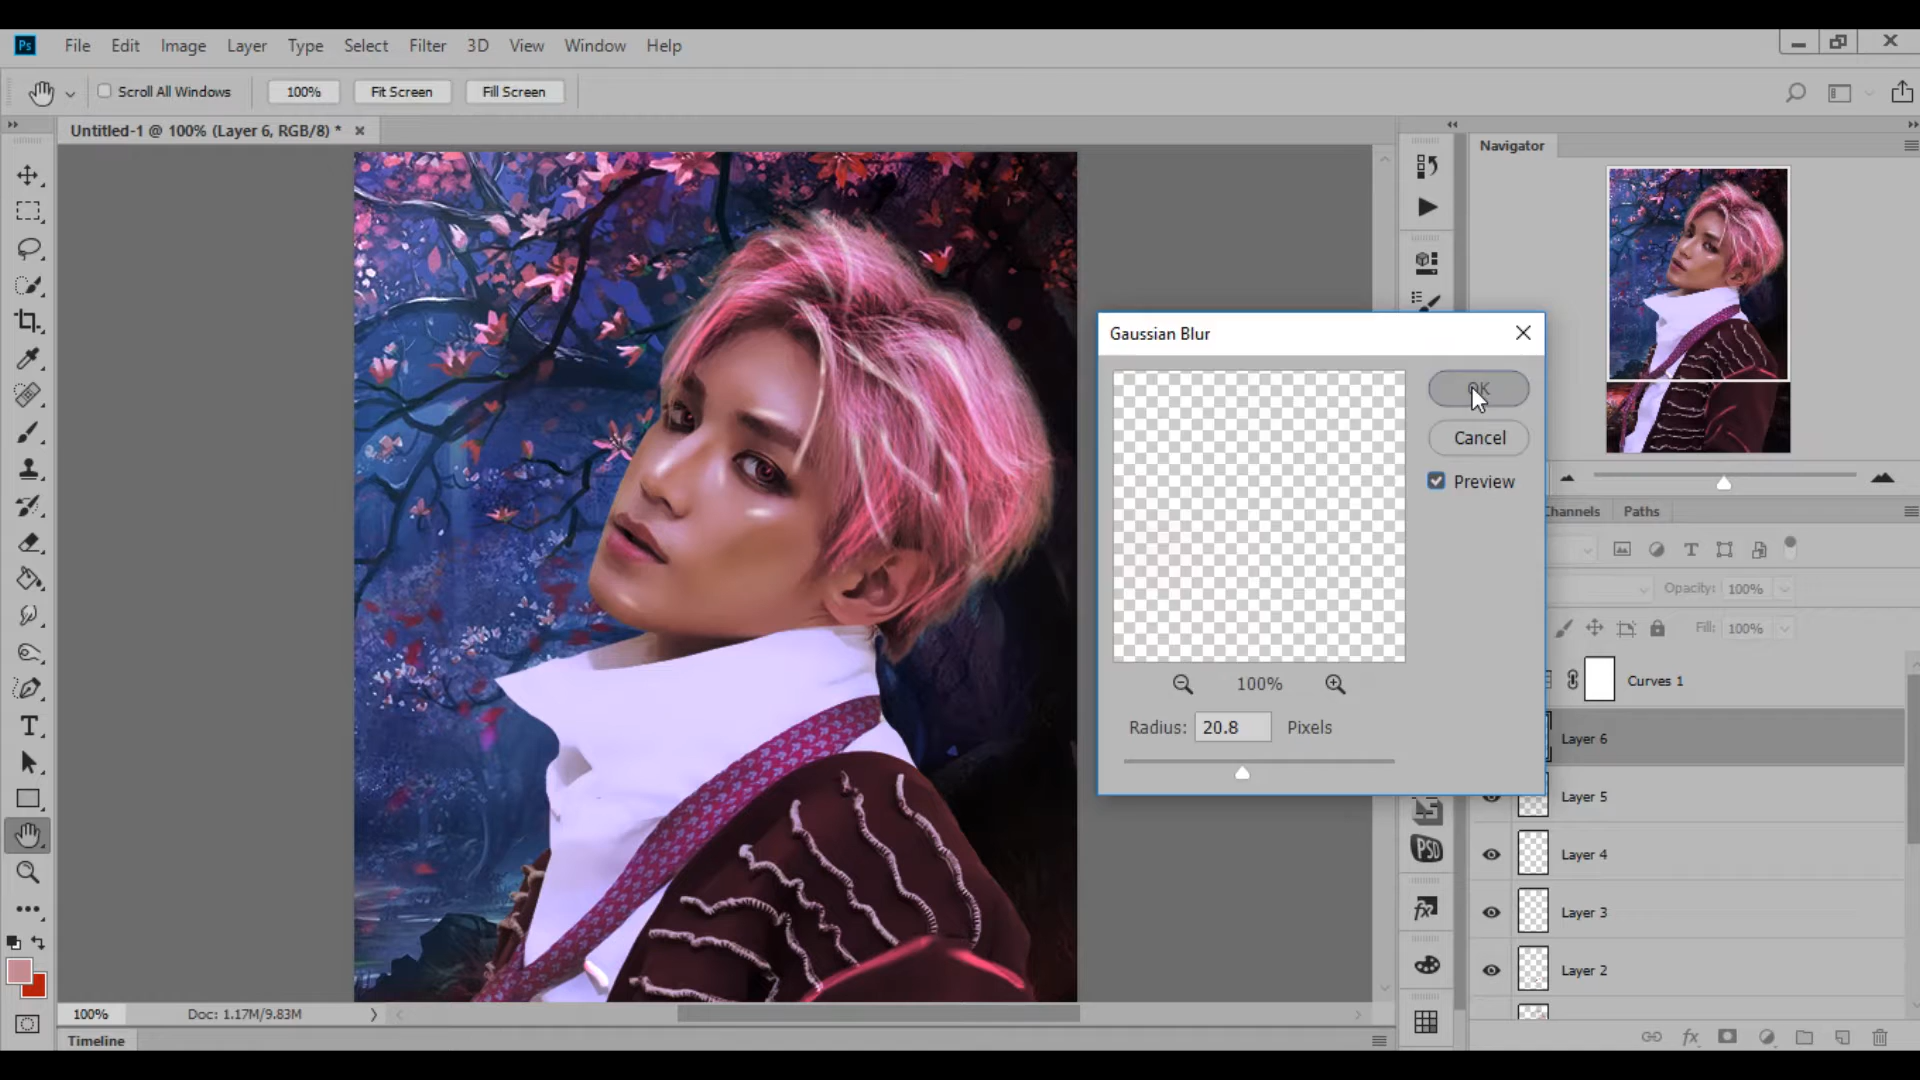 Ps File Edit Image Layer Type Select Filter 3D View Window Help
Scroll All Windows 100% Fit Screen Fill Screen
Untitled-1 @ 100% (Layer 6, RGB/8) *
Navigator
Gaussian Blur
OK
Cancel
Preview
100%
Radius: 20.8 Pixels
Channels Paths
Opacity: 100%
Fill: 100%
Curves 1
Layer 6
Layer 5
Layer 4
Layer 3
Layer 2
PSD
fx
fx
100% Doc: 1.17M/9.83M
Timeline